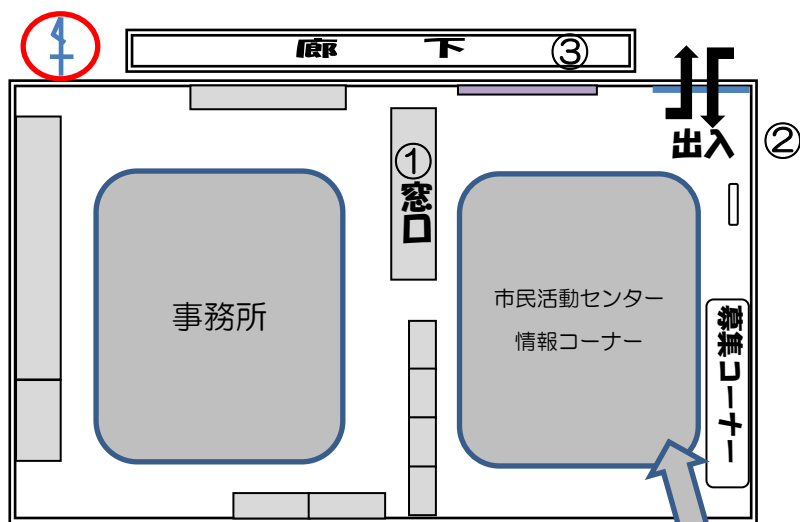 廊 下 ③
出入 ②
①窓口
事務所
市民活動センター
情報コーナー
募集コーナー